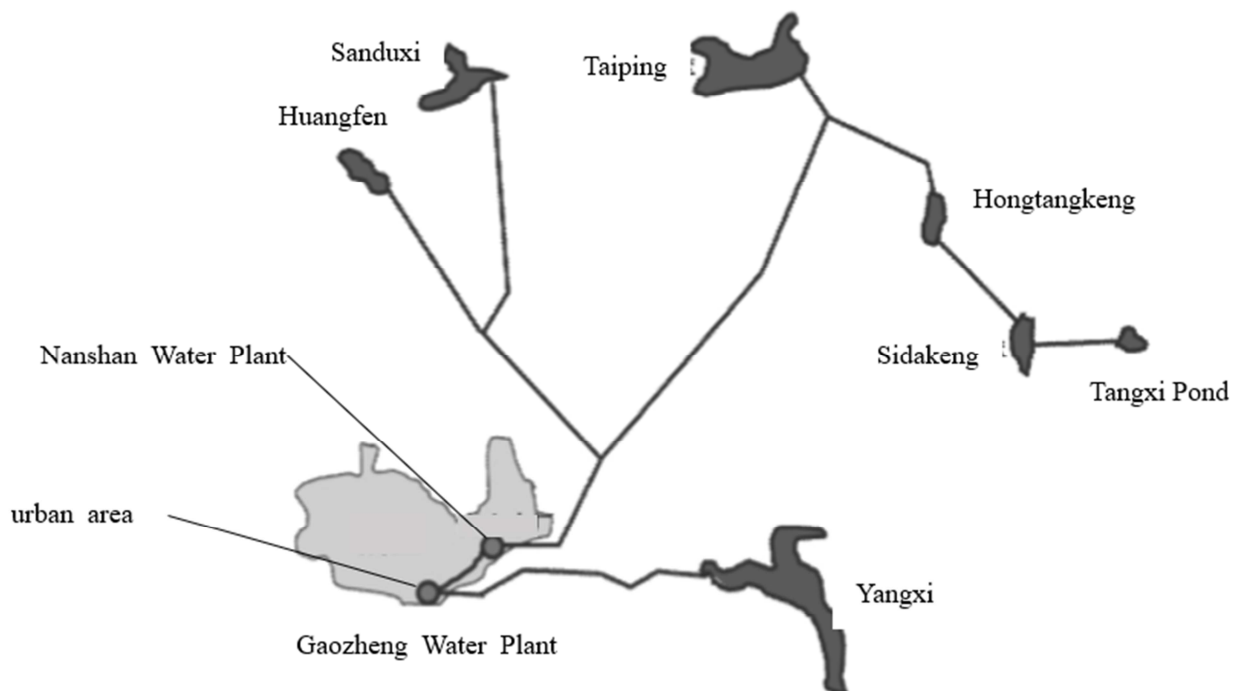 Sanduxi
Taiping
Huangfen
Hongtangkeng
Nanshan Water Plant
Sidakeng
Tangxi Pond
urban area
Yangxi
Gaozheng Water Plant